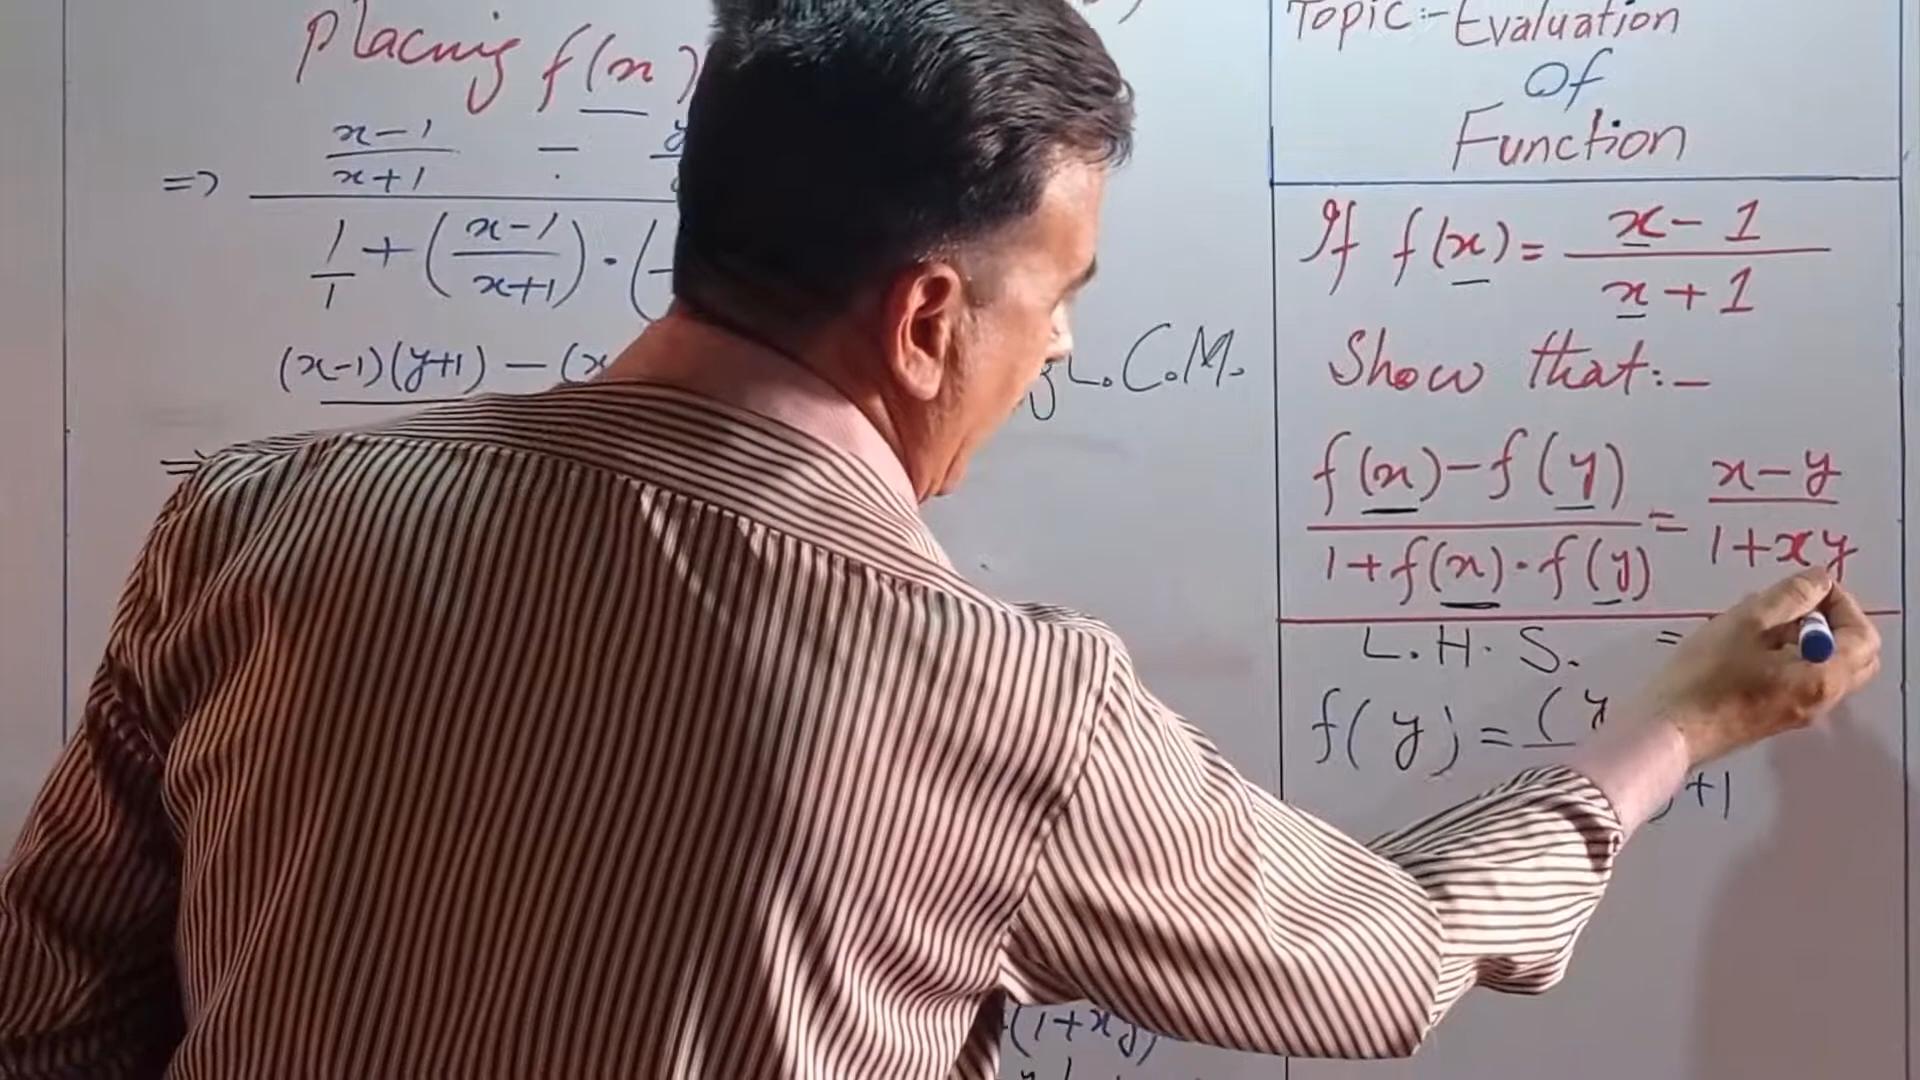 Placing f(x)
x-1
x+1
-
=>
1/1 + (x-1/x+1) · (
(x-1)(y+1) - (x
L.C.M.
(1+xy)
Topic:- Evaluation
Of
Function
If f(x) = x-1/x+1
Show that:-
f(x)-f(y)/1+f(x)·f(y) = x-y/1+xy
L.H.S. =
f(y) = (y
+1